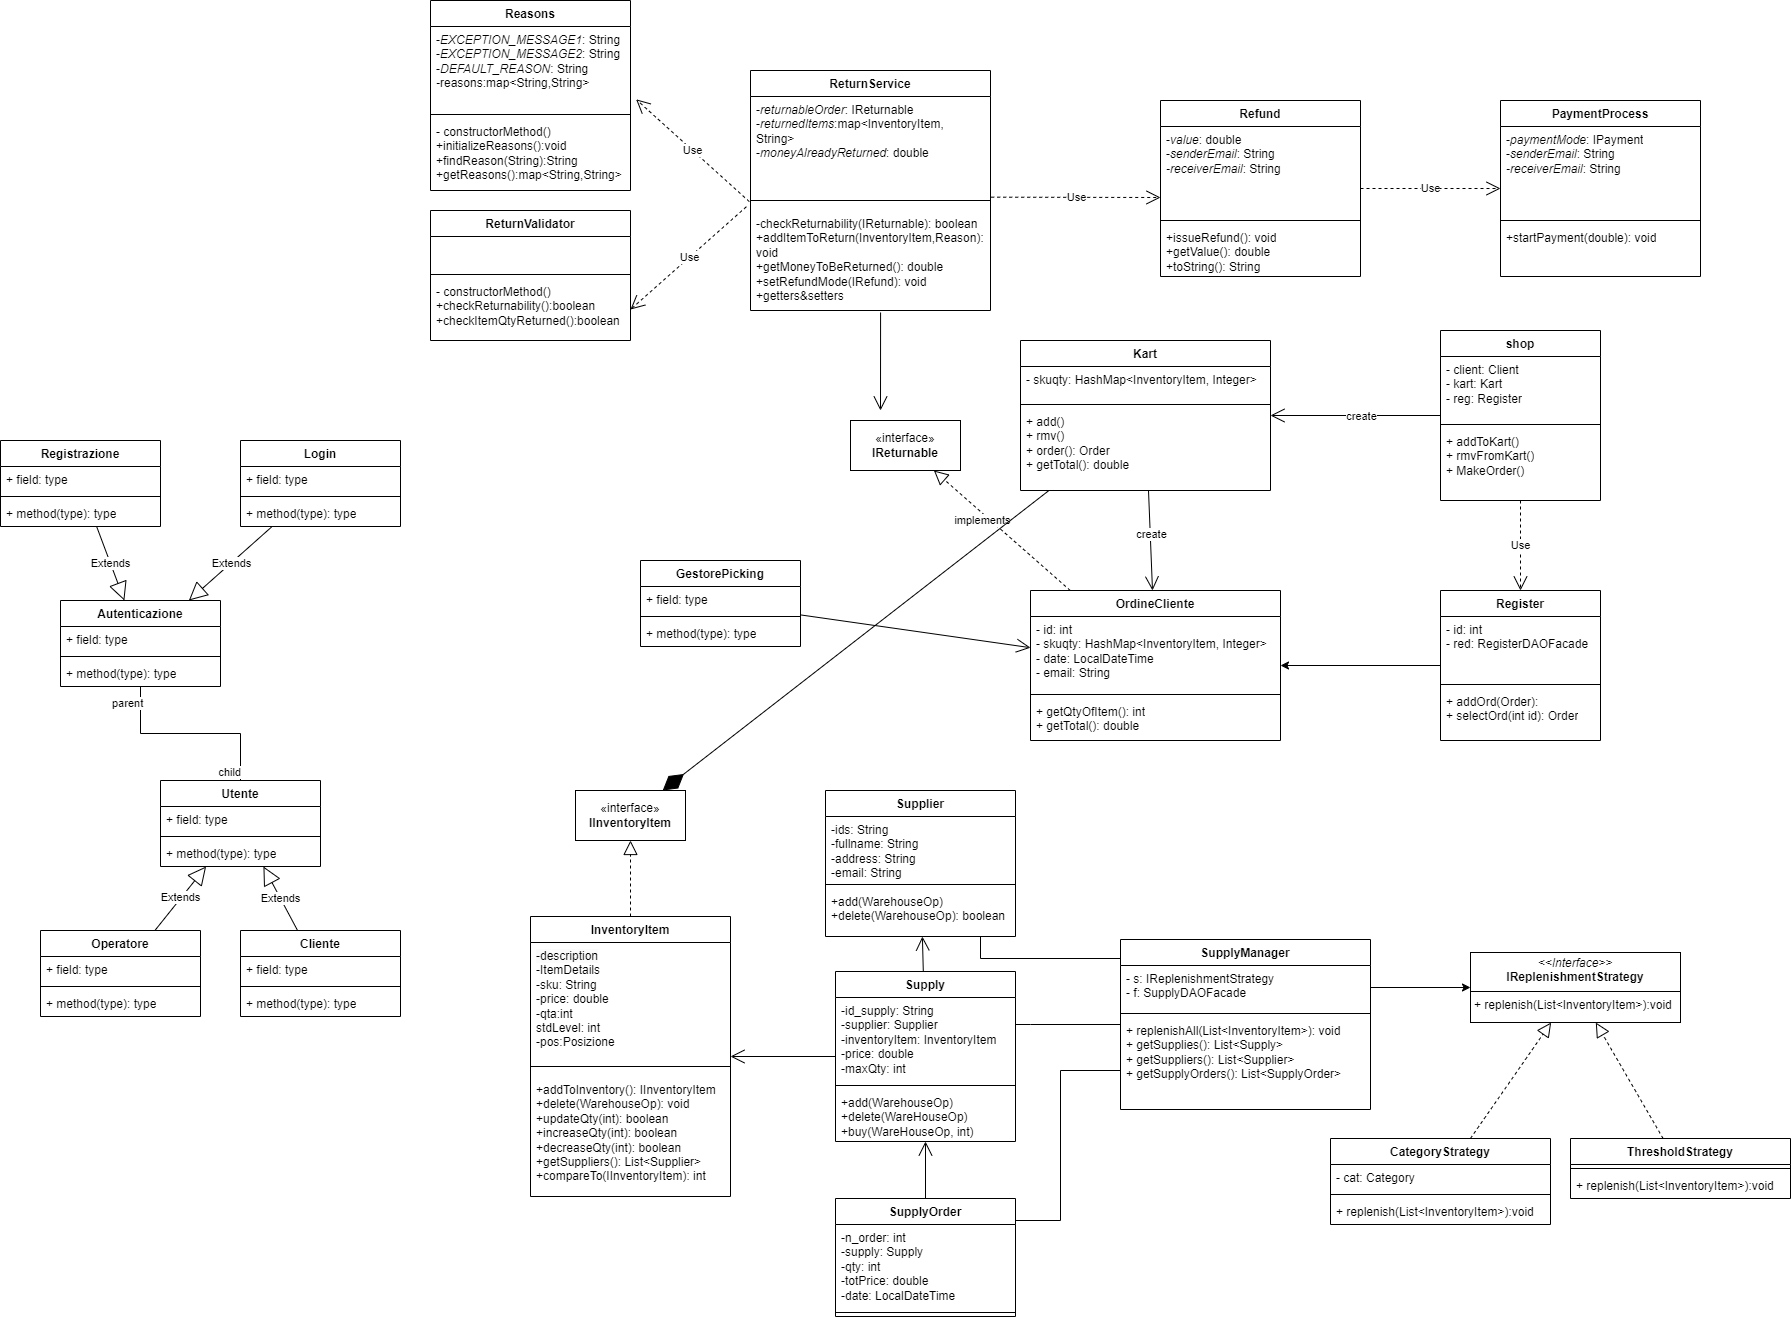 Reasons
-EXCEPTION_MESSAGE1: String
-EXCEPTION_MESSAGE2: String
-DEFAULT_REASON: String
-reasons:map<String,String>
- constructorMethod()
+initializeReasons():void
+findReason(String):String
+getReasons():map<String,String>
ReturnValidator
- constructorMethod()
+checkReturnability():boolean
+checkItemQtyReturned():boolean
Use
Use
ReturnService
-returnableOrder: IReturnable
-returnedItems:map<InventoryItem,
String>
-moneyAlreadyReturned: double
-checkReturnability(IReturnable): boolean
+addItemToReturn(InventoryItem,Reason):
void
+getMoneyToBeReturned(): double
+setRefundMode(IRefund): void
+getters&setters
Use
Refund
-value: double
-senderEmail: String
-receiverEmail: String
+issueRefund(): void
+getValue(): double
+toString(): String
Use
PaymentProcess
-paymentMode: IPayment
-senderEmail: String
-receiverEmail: String
+startPayment(double): void
Kart
- skuqty: HashMap<InventoryItem, Integer>
+ add()
+ rmv()
+ order(): Order
+ getTotal(): double
create
shop
- client: Client
- kart: Kart
- reg: Register
+ addToKart()
+ rmvFromKart()
+ MakeOrder()
«interface»
IReturnable
implements
create
Use
Registrazione
+ field: type
+ method(type): type
Login
+ field: type
+ method(type): type
Extends
Extends
Autenticazione
+ field: type
+ method(type): type
parent
child
Utente
+ field: type
+ method(type): type
Extends
Extends
Operatore
+ field: type
+ method(type): type
Cliente
+ field: type
+ method(type): type
GestorePicking
+ field: type
+ method(type): type
OrdineCliente
- id: int
- skuqty: HashMap<InventoryItem, Integer>
- date: LocalDateTime
- email: String
+ getQtyOfItem(): int
+ getTotal(): double
Register
- id: int
- red: RegisterDAOFacade
+ addOrd(Order):
+ selectOrd(int id): Order
«interface»
IInventoryItem
InventoryItem
-description
-ItemDetails
-sku: String
-price: double
-qta:int
stdLevel: int
-pos:Posizione
+addToInventory(): IInventoryItem
+delete(WarehouseOp): void
+updateQty(int): boolean
+increaseQty(int): boolean
+decreaseQty(int): boolean
+getSuppliers(): List<Supplier>
+compareTo(IInventoryItem): int
Supplier
-ids: String
-fullname: String
-address: String
-email: String
+add(WarehouseOp)
+delete(WarehouseOp): boolean
Supply
-id_supply: String
-supplier: Supplier
-inventoryItem: InventoryItem
-price: double
-maxQty: int
+add(WarehouseOp)
+delete(WareHouseOp)
+buy(WareHouseOp, int)
SupplyOrder
-n_order: int
-supply: Supply
-qty: int
-totPrice: double
-date: LocalDateTime
SupplyManager
- s: IReplenishmentStrategy
- f: SupplyDAOFacade
+ replenishAll(List<InventoryItem>): void
+ getSupplies(): List<Supply>
+ getSuppliers(): List<Supplier>
+ getSupplyOrders(): List<SupplyOrder>
<<Interface>>
IReplenishmentStrategy
+ replenish(List<InventoryItem>):void
CategoryStrategy
- cat: Category
+ replenish(List<InventoryItem>):void
ThresholdStrategy
+ replenish(List<InventoryItem>):void